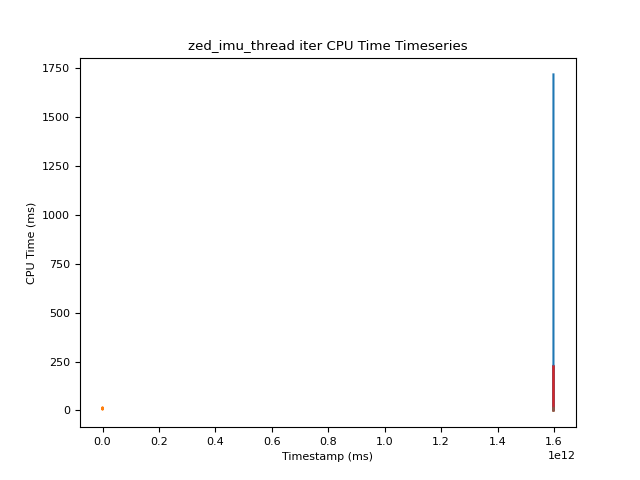 zed_imu_thread iter CPU Time Timeseries
1750
1500
1250
1000
750
500
250
0
CPU Time (ms)
0.0 0.2 0.4 0.6 0.8 1.0 1.2 1.4 1.6
1e12
Timestamp (ms)